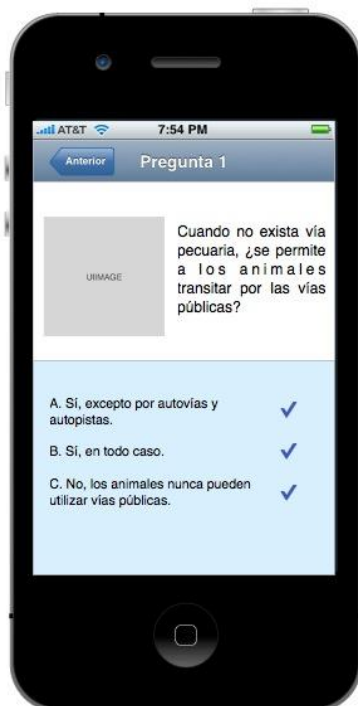 AT&T 7:54 PM
Anterior Pregunta 1
UIIMAGE
Cuando no exista vía
pecuaria, ¿se permite
a los animales
transitar por las vías
públicas?
A. Sí, excepto por autovías y
autopistas.
B. Sí, en todo caso.
C. No, los animales nunca pueden
utilizar vías públicas.